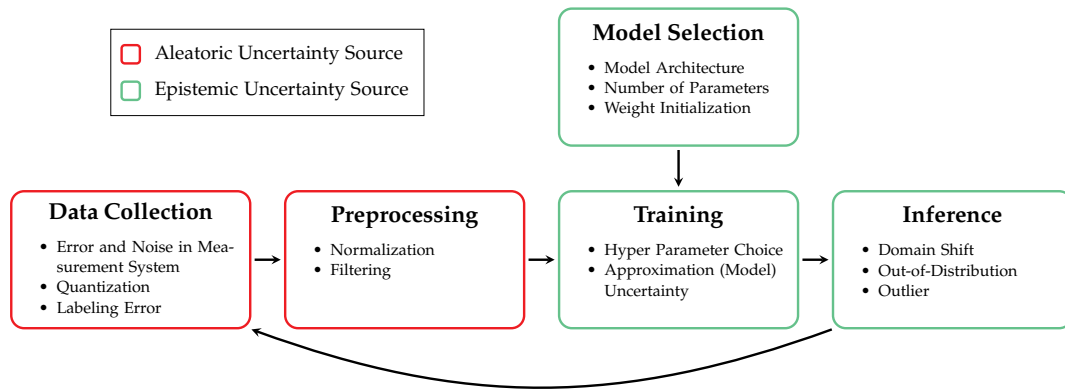 Aleatoric Uncertainty Source
Epistemic Uncertainty Source
Model Selection
• Model Architecture
• Number of Parameters
• Weight Initialization
Data Collection
• Error and Noise in Mea-
surement System
• Quantization
• Labeling Error
Preprocessing
• Normalization
• Filtering
Training
• Hyper Parameter Choice
• Approximation (Model)
Uncertainty
Inference
• Domain Shift
• Out-of-Distribution
• Outlier